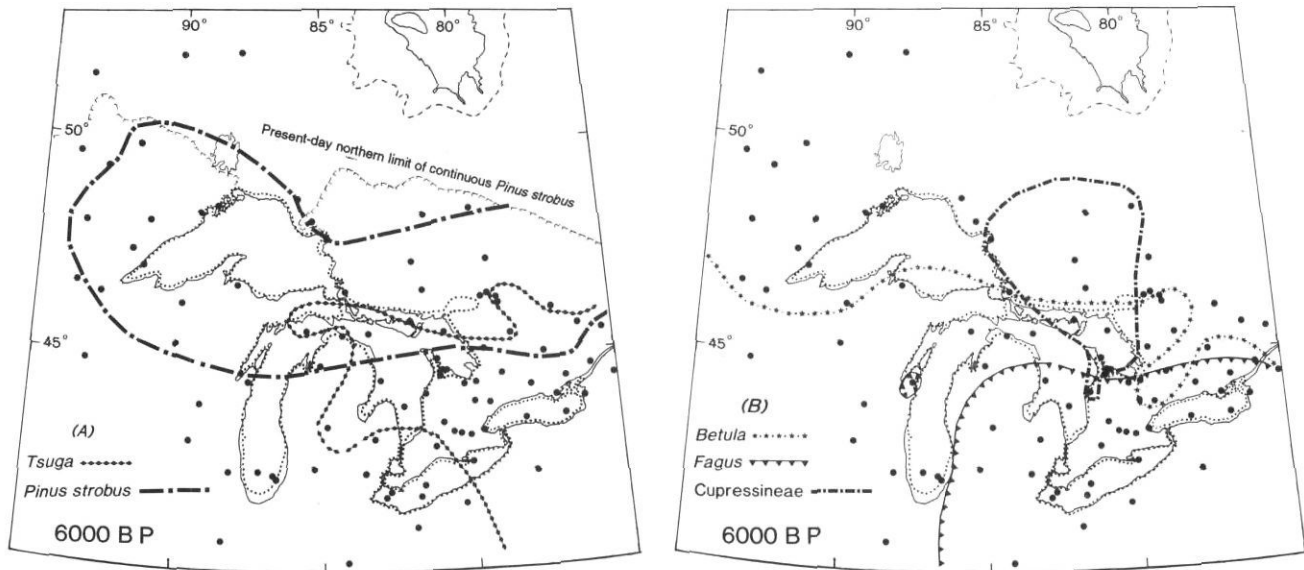 90°
85°
80°
50°
Present-day northern limit of continuous Pinus strobus
45°
(A)
Tsuga
Pinus strobus
6000 B P
90
85°
80°
50°
45°
(B)
Betula
Fagus
Cupressineae
6000 B P